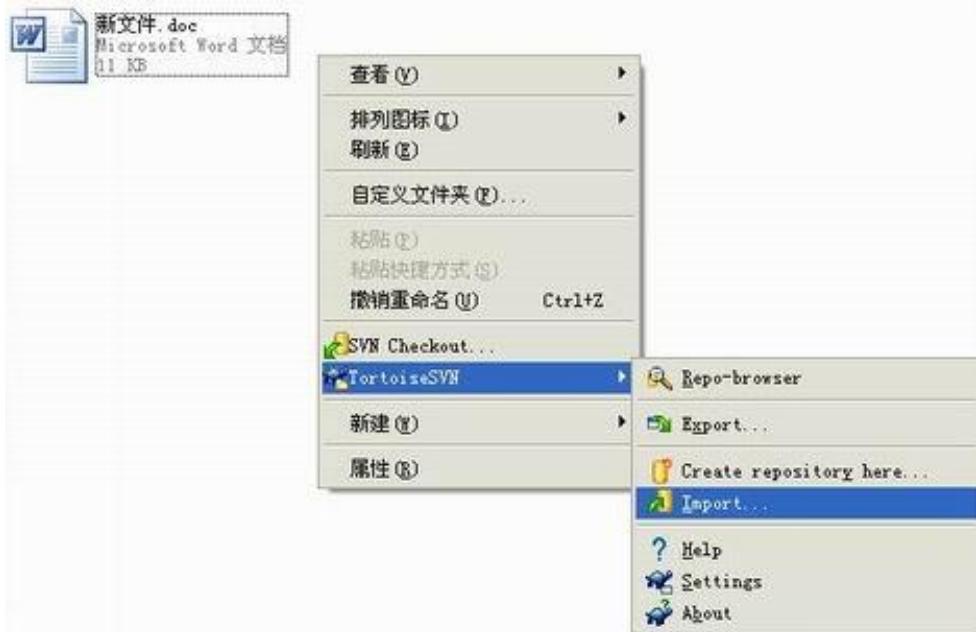 新文件.doc
Microsoft Word 文档
11 KB
查看(V)
排列图标(I)
刷新(E)
自定义文件夹(F)...
粘贴(P)
粘贴快捷方式(S)
撤销重命名(U) Ctrl+Z
SVN Checkout...
TortoiseSVN
新建(W)
属性(R)
Repo-browser
Export...
Create repository here...
Import...
Help
Settings
About